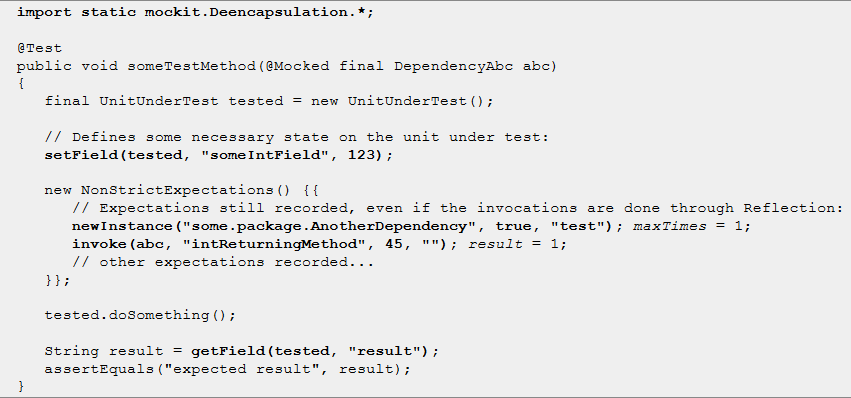 import static mockit.Deencapsulation.*;
@Test
public void someTestMethod(@Mocked final DependencyAbc abc)
{
final UnitUnderTest tested = new UnitUnderTest();
// Defines some necessary state on the unit under test:
setField(tested, "someIntField", 123);
new NonStrictExpectations() {{
// Expectations still recorded, even if the invocations are done through Reflection:
newInstance("some.package.AnotherDependency", true, "test"); maxTimes = 1;
invoke(abc, "intReturningMethod", 45, ""); result = 1;
// other expectations recorded...
}};
tested.doSomething();
String result = getField(tested, "result");
assertEquals("expected result", result);
}